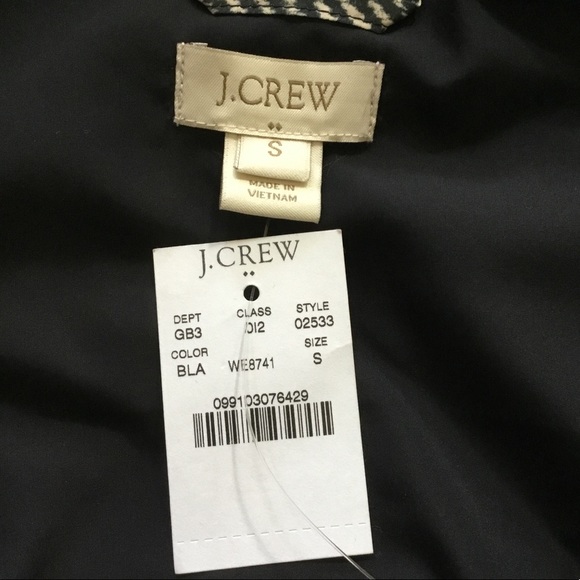 J.CREW
S
MADE IN
VIETNAM
J.CREW
DEPT CLASS STYLE
GB3 012 02533
COLOR SIZE
BLA WE8741 S
099103076429